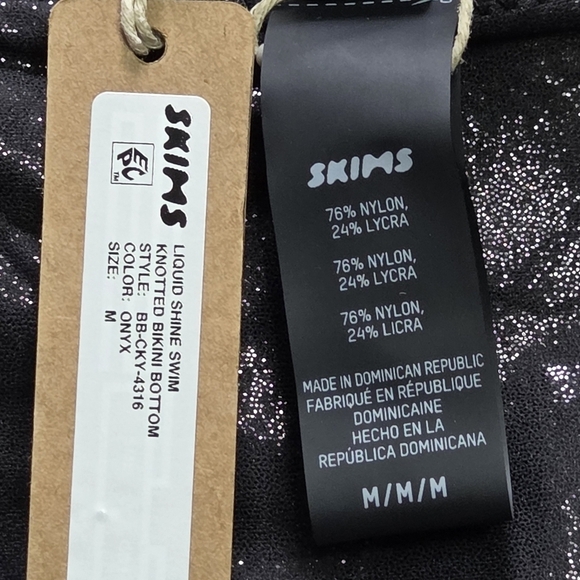 SKIMS
EPC
TM
LIQUID SHINE SWIM
KNOTTED BIKINI BOTTOM
STYLE: BB-CKY-4316
COLOR: ONYX
SIZE: M
SKIMS
76% NYLON,
24% LYCRA
76% NYLON,
24% LYCRA
76% NYLON,
24% LICRA
MADE IN DOMINICAN REPUBLIC
FABRIQUÉ EN RÉPUBLIQUE
DOMINICAINE
HECHO EN LA
REPÚBLICA DOMINICANA
M/M/M